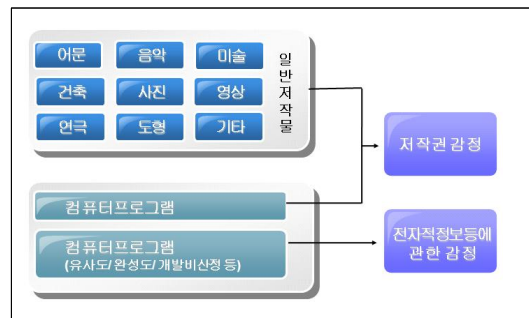 어문 음악 미술
건축 사진 영상
연극 도형 기타
일반저작물
저작권 감정
컴퓨터프로그램
컴퓨터프로그램
(유사도/완성도/개발비산정 등)
전자적정보등에
관한 감정